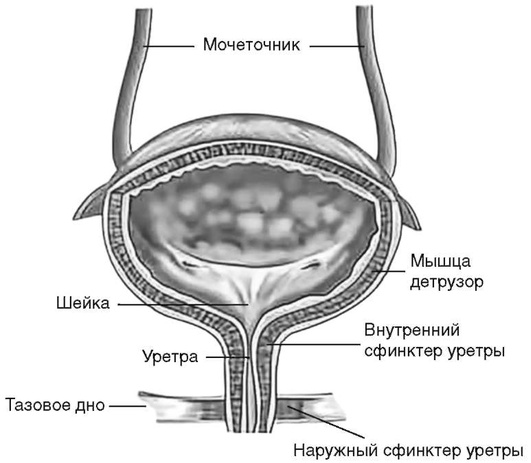 Мочеточник
Мышца
детрузор
Шейка
Внутренний
сфинктер уретры
Уретра
Тазовое дно
Наружный сфинктер уретры